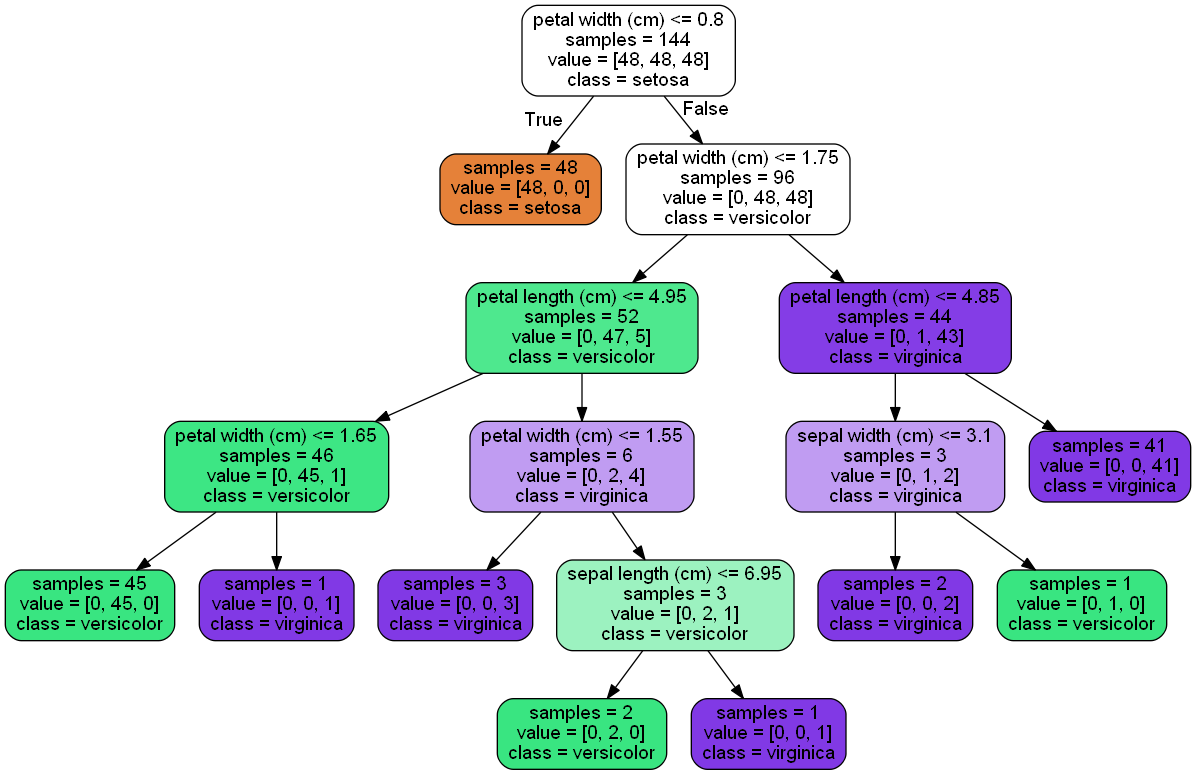 petal width (cm) <= 0.8
samples = 144
value = [48, 48, 48]
class = setosa
True
False
samples = 48
value = [48, 0, 0]
class = setosa
petal width (cm) <= 1.75
samples = 96
value = [0, 48, 48]
class = versicolor
petal length (cm) <= 4.95
samples = 52
value = [0, 47, 5]
class = versicolor
petal length (cm) <= 4.85
samples = 44
value = [0, 1, 43]
class = virginica
petal width (cm) <= 1.65
samples = 46
value = [0, 45, 1]
class = versicolor
petal width (cm) <= 1.55
samples = 6
value = [0, 2, 4]
class = virginica
sepal width (cm) <= 3.1
samples = 3
value = [0, 1, 2]
class = virginica
samples = 41
value = [0, 0, 41]
class = virginica
samples = 45
value = [0, 45, 0]
class = versicolor
samples = 1
value = [0, 0, 1]
class = virginica
samples = 3
value = [0, 0, 3]
class = virginica
sepal length (cm) <= 6.95
samples = 3
value = [0, 2, 1]
class = versicolor
samples = 2
value = [0, 0, 2]
class = virginica
samples = 1
value = [0, 1, 0]
class = versicolor
samples = 2
value = [0, 2, 0]
class = versicolor
samples = 1
value = [0, 0, 1]
class = virginica